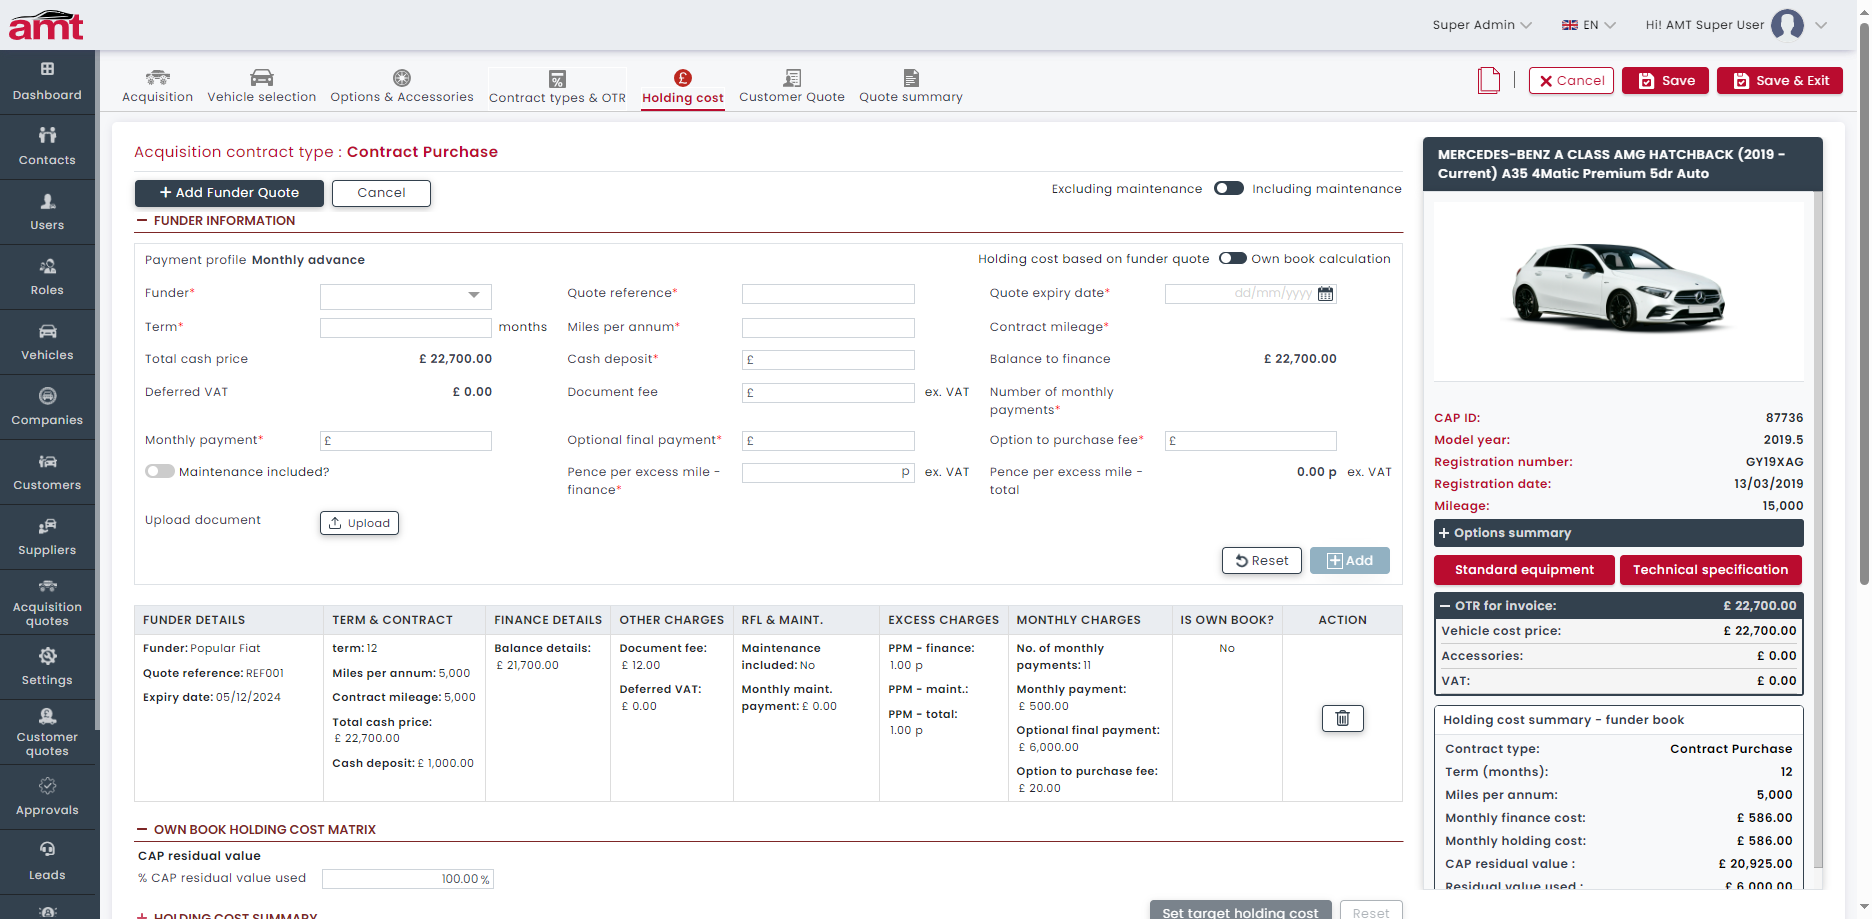 amt
Super Admin
EN
Hi! AMT Super User
Dashboard
Contacts
Users
Roles
Vehicles
Companies
Customers
Suppliers
Acquisition
quotes
Settings
Customer
quotes
Approvals
Leads
Acquisition
Vehicle selection
Options & Accessories
Contract types & OTR
Holding cost
Customer Quote
Quote summary
Cancel
Save
Save & Exit
Acquisition contract type : Contract Purchase
+ Add Funder Quote
Cancel
Excluding maintenance
Including maintenance
FUNDER INFORMATION
Payment profile Monthly advance
Holding cost based on funder quote
Own book calculation
Funder*
Quote reference*
Quote expiry date*
dd/mm/yyyy
Term*
months
Miles per annum*
Contract mileage*
Total cash price
£ 22,700.00
Cash deposit*
£
Balance to finance
£ 22,700.00
Deferred VAT
£ 0.00
Document fee
£
ex. VAT
Number of monthly
payments*
Monthly payment*
£
Optional final payment*
£
Option to purchase fee*
£
Maintenance included?
Pence per excess mile -
finance*
p
ex. VAT
Pence per excess mile -
total
0.00 p
ex. VAT
Upload document
Upload
Reset
Add
FUNDER DETAILS
TERM & CONTRACT
FINANCE DETAILS
OTHER CHARGES
RFL & MAINT.
EXCESS CHARGES
MONTHLY CHARGES
IS OWN BOOK?
ACTION
Funder: Popular Fiat
Quote reference: REF001
Expiry date: 05/12/2024
term: 12
Miles per annum: 5,000
Contract mileage: 5,000
Total cash price:
£ 22,700.00
Cash deposit: £ 1,000.00
Balance details:
£ 21,700.00
Document fee:
£ 12.00
Deferred VAT:
£ 0.00
Maintenance
included: No
Monthly maint.
payment: £ 0.00
PPM - finance:
1.00 p
PPM - maint.:
PPM - total:
1.00 p
No. of monthly
payments: 11
Monthly payment:
£ 500.00
Optional final payment:
£ 6,000.00
Option to purchase fee:
£ 20.00
No
OWN BOOK HOLDING COST MATRIX
CAP residual value
% CAP residual value used
100.00 %
HOLDING COST SUMMARY
Set target holding cost
Reset
MERCEDES-BENZ A CLASS AMG HATCHBACK (2019 -
Current) A35 4Matic Premium 5dr Auto
CAP ID:
87736
Model year:
2019.5
Registration number:
GY19XAG
Registration date:
13/03/2019
Mileage:
15,000
+ Options summary
Standard equipment
Technical specification
OTR for invoice:
£ 22,700.00
Vehicle cost price:
£ 22,700.00
Accessories:
£ 0.00
VAT:
£ 0.00
Holding cost summary - funder book
Contract type:
Contract Purchase
Term (months):
12
Miles per annum:
5,000
Monthly finance cost:
£ 586.00
Monthly holding cost:
£ 586.00
CAP residual value :
£ 20,925.00
Residual value used :
£ 6,000.00